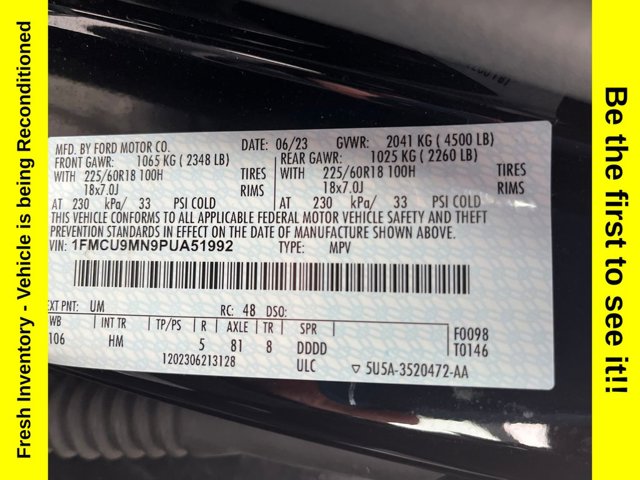 Fresh Inventory - Vehicle is being Reconditioned
MFD. BY FORD MOTOR CO. DATE: 06/23 GVWR: 2041 KG ( 4500 LB)
FRONT GAWR: 1065 KG ( 2348 LB) REAR GAWR: 1025 KG ( 2260 LB)
WITH 225/60R18 100H TIRES WITH 225/60R18 100H TIRES
18x7.0J RIMS 18x7.0J RIMS
AT 230 kPa/ 33 PSI COLD AT 230 kPa/ 33 PSI COLD
THIS VEHICLE CONFORMS TO ALL APPLICABLE FEDERAL MOTOR VEHICLE SAFETY AND THEFT
PREVENTION STANDARDS IN EFFECT ON THE DATE OF MANUFACTURE SHOWN ABOVE.
VIN: 1FMCU9MN9PUA51992 TYPE: MPV
EXT PNT: UM RC: 48 DSO:
WB INT TR TP/PS R AXLE TR SPR F0098
106 HM 5 81 8 DDDD T0146
1202306213128 ULC ▽ 5U5A-3520472-AA
Be the first to see it!!